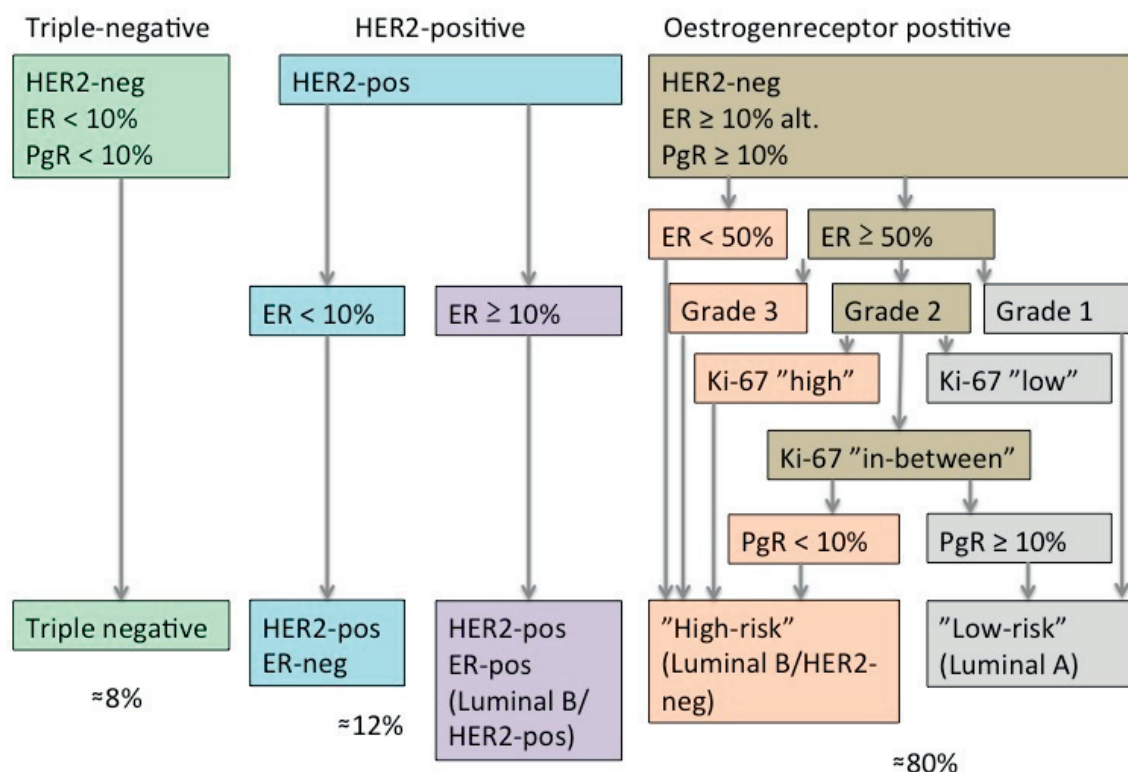 Triple-negative
HER2-positive
Oestrogenreceptor postitive
HER2-neg
ER < 10%
PgR < 10%
HER2-pos
HER2-neg
ER ≥ 10% alt.
PgR ≥ 10%
ER < 50%
ER ≥ 50%
ER < 10%
ER ≥ 10%
Grade 3
Grade 2
Grade 1
Ki-67 ”high”
Ki-67 ”low”
Ki-67 ”in-between”
PgR < 10%
PgR ≥ 10%
Triple negative
HER2-pos
ER-neg
HER2-pos
ER-pos
(Luminal B/
HER2-pos)
”High-risk”
(Luminal B/HER2-
neg)
”Low-risk”
(Luminal A)
≈8%
≈12%
≈80%